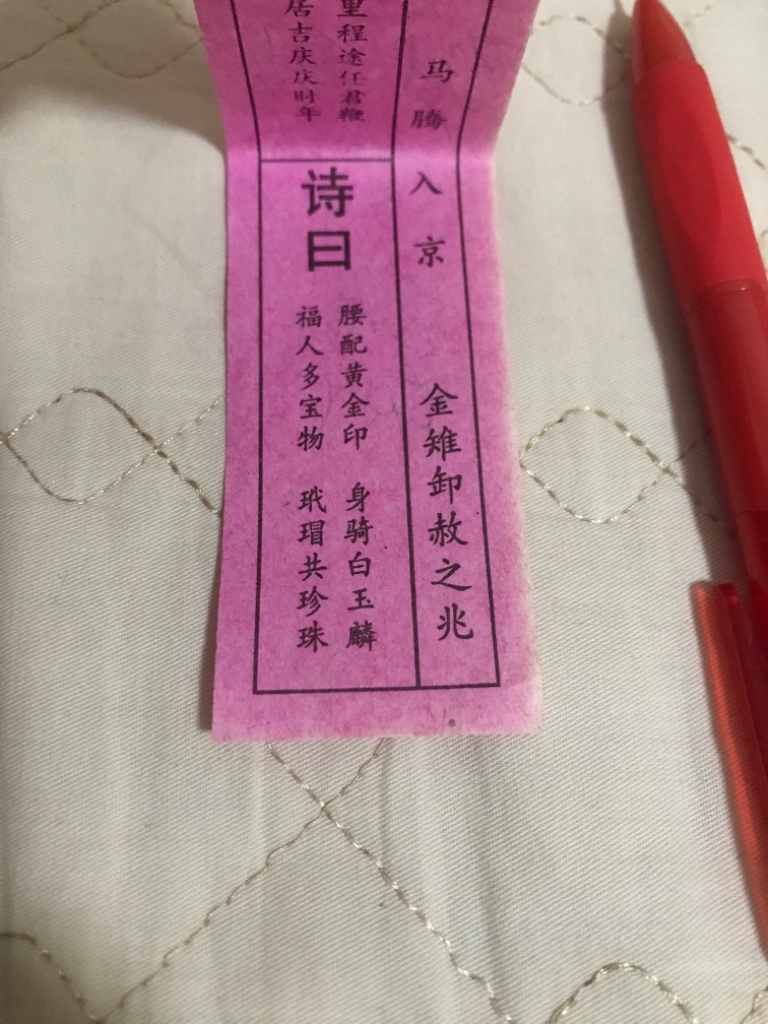 马腾入京 金雉卸赦之兆
里程途任君鞭
居吉庆庆时年
诗曰
腰配黄金印 身骑白玉麟
福人多宝物 玳瑁共珍珠